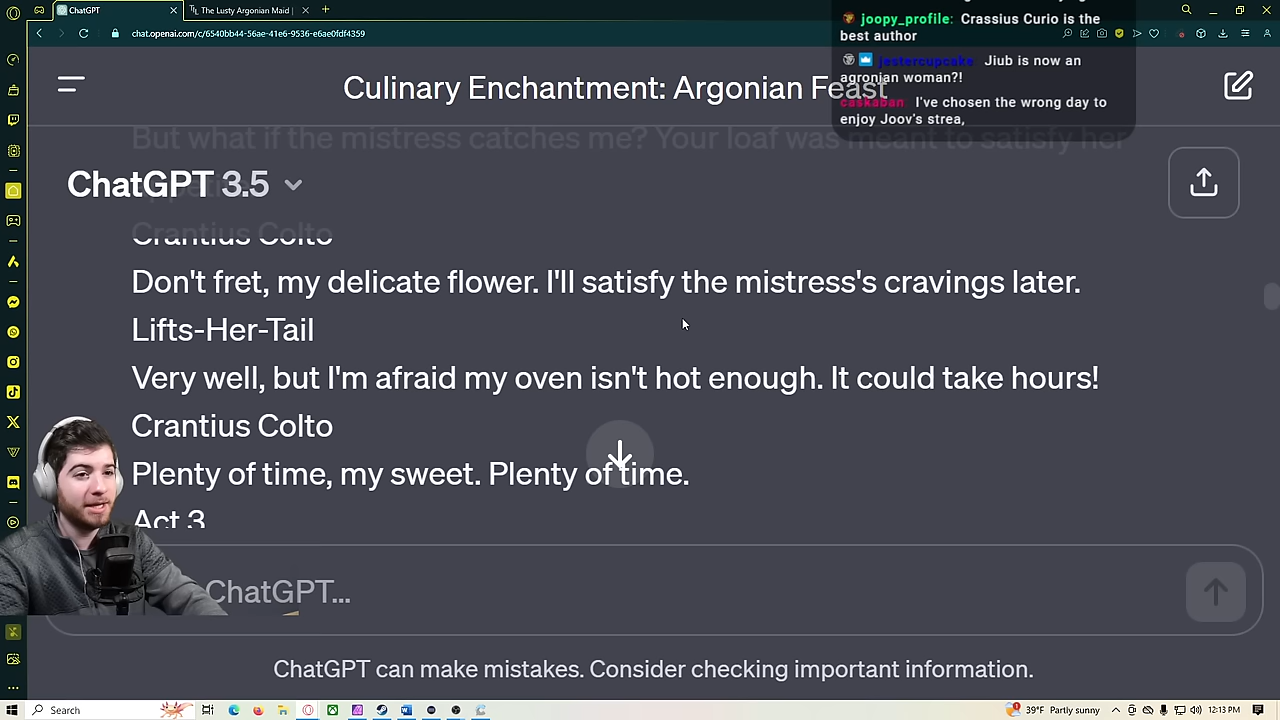 ChatGPT
The Lusty Argonian Maid |
chat.openai.com/c/6540bb44-56ae-41e6-9536-e6ae0fdf4359
joopy_profile: Crassius Curio is the
best author
jestercupcake Jiub is now an
agronian woman?!
caskaban I've chosen the wrong day to
enjoy Joov's strea,
Culinary Enchantment: Argonian Feast
But what if the mistress catches me? Your loaf was meant to satisfy her
ChatGPT 3.5
Crantius Colto
Don't fret, my delicate flower. I'll satisfy the mistress's cravings later.
Lifts-Her-Tail
Very well, but I'm afraid my oven isn't hot enough. It could take hours!
Crantius Colto
Plenty of time, my sweet. Plenty of time.
Act 3
ChatGPT...
ChatGPT can make mistakes. Consider checking important information.
Search
39°F Partly sunny
12:13 PM